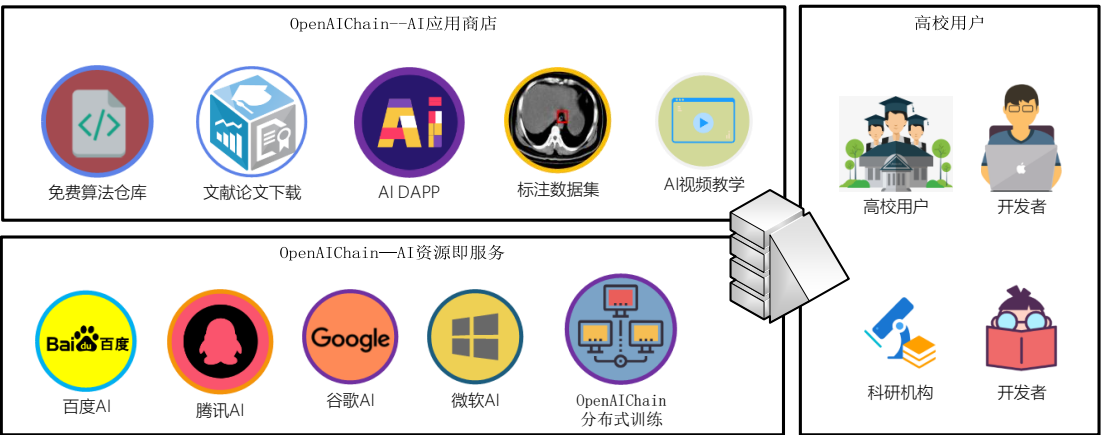 OpenAIChain--AI应用商店
免费算法仓库
文献论文下载
Ai
AI DAPP
标注数据集
AI视频教学
OpenAIChain—AI资源即服务
Bai du 百度
百度AI
腾讯AI
Google
谷歌AI
微软AI
OpenAIChain
分布式训练
高校用户
高校用户
开发者
科研机构
开发者